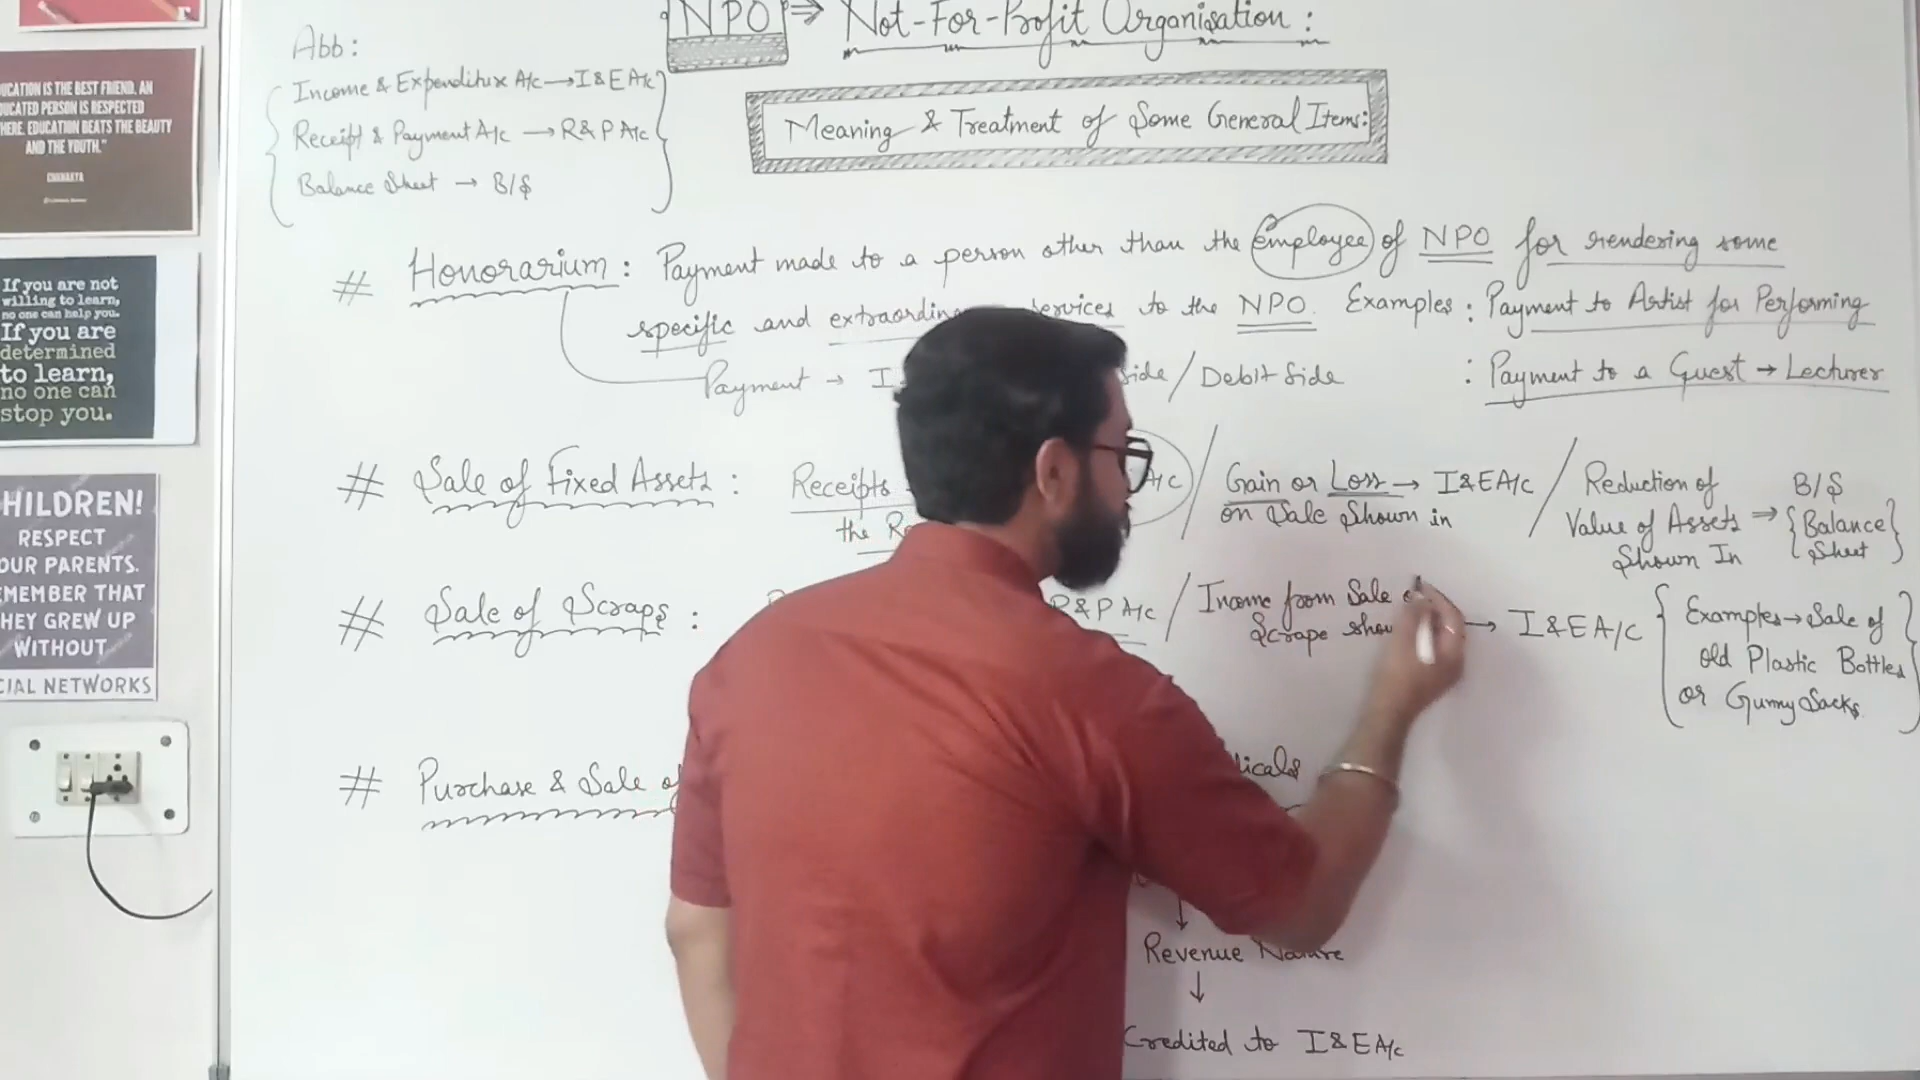 NPO ⇒ Not-For-Profit Organisation :
Abb:
Income & Expenditure A/c → I & E A/c
Receipt & Payment A/c → R & P A/c
Balance Sheet → B/S
Meaning & Treatment of Some General Items:
# Honorarium : Payment made to a person other than the employee of NPO for rendering some
specific and extraordin services to the NPO. Examples : Payment to Artist for Performing
Payment → I side / Debit Side : Payment to a Guest → Lecturer
# Sale of Fixed Assets : Receipts A/c / Gain or Loss → I & E A/c / Reduction of B/S
the on Sale Shown in Value of Assets → {Balance
Shown In Sheet}
# Sale of Scraps : R & P A/c / Income from Sale
Scrape show → I & E A/c { Examples → Sale of
old Plastic Bottles
or Gunny Sacks }
# Purchase & Sale of icals
↓
Revenue Nature
↓
Credited to I & E A/c
UCATION IS THE BEST FRIEND. AN
UCATED PERSON IS RESPECTED
HERE. EDUCATION BEATS THE BEAUTY
AND THE YOUTH."
CHANAKYA
If you are not
willing to learn,
no one can help you.
If you are
determined
to learn,
no one can
stop you.
HILDREN!
RESPECT
OUR PARENTS.
REMEMBER THAT
HEY GREW UP
WITHOUT
CIAL NETWORKS